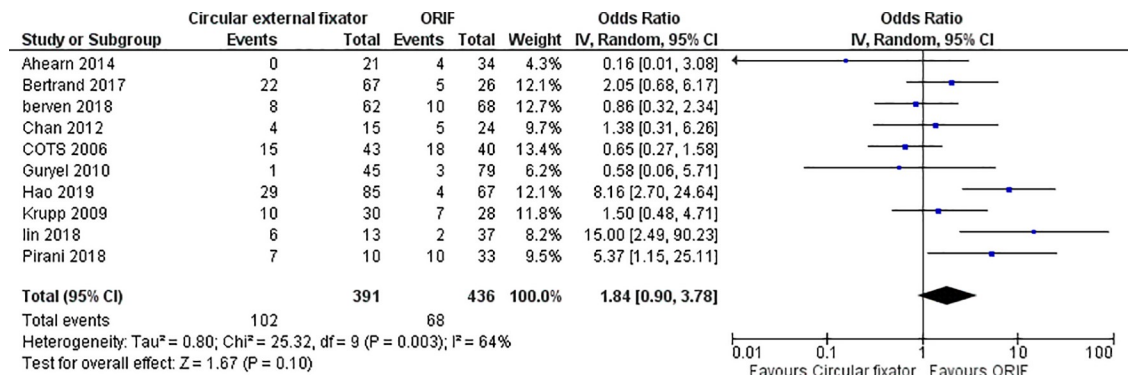 Circular external fixator ORIF Odds Ratio Odds Ratio
Study or Subgroup Events Total Events Total Weight IV, Random, 95% CI IV, Random, 95% CI
Ahearn 2014 0 21 4 34 4.3% 0.16 [0.01, 3.08]
Bertrand 2017 22 67 5 26 12.1% 2.05 [0.68, 6.17]
berven 2018 8 62 10 68 12.7% 0.86 [0.32, 2.34]
Chan 2012 4 15 5 24 9.7% 1.38 [0.31, 6.26]
COTS 2006 15 43 18 40 13.4% 0.65 [0.27, 1.58]
Guryel 2010 1 45 3 79 6.2% 0.58 [0.06, 5.71]
Hao 2019 29 85 4 67 12.1% 8.16 [2.70, 24.64]
Krupp 2009 10 30 7 28 11.8% 1.50 [0.48, 4.71]
lin 2018 6 13 2 37 8.2% 15.00 [2.49, 90.23]
Pirani 2018 7 10 10 33 9.5% 5.37 [1.15, 25.11]
Total (95% CI) 391 436 100.0% 1.84 [0.90, 3.78]
Total events 102 68
Heterogeneity: Tau² = 0.80; Chi² = 25.32, df = 9 (P = 0.003); I² = 64%
Test for overall effect: Z = 1.67 (P = 0.10)
0.01 0.1 1 10 100
Favours Circular fixator Favours ORIF